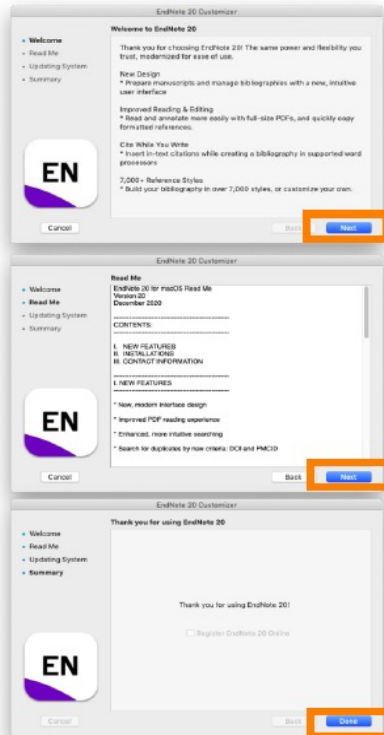 EndNote 20 Customizer
Welcome to EndNote 20
Welcome
Read Me
Updating System
Summary
Thank you for choosing EndNote 20! The same power and flexibility you
trust, modernized for ease of use.
New Design
* Prepare manuscripts and manage bibliographies with a new, intuitive
user interface
Improved Reading & Editing
* Read and annotate more easily with full-size PDFs, and quickly copy
formatted references.
Cite While You Write
* Insert in-text citations while creating a bibliography in supported word
processors
7,000+ Reference Styles
* Build your bibliography in over 7,000 styles, or customize your own.
EN
Cancel
Back
Next
EndNote 20 Customizer
Read Me
Welcome
Read Me
Updating System
Summary
EndNote 20 for macOS Read Me
Version 20
December 2020
------------------------------
CONTENTS:
------------------------------
I. NEW FEATURES
II. INSTALLATIONS
III. CONTACT INFORMATION
------------------------------
I. NEW FEATURES
------------------------------
* New, modern interface design
* Improved PDF reading experience
* Enhanced, more intuitive searching
* Search for duplicates by new criteria: DOI and PMCID
EN
Cancel
Back
Next
EndNote 20 Customizer
Thank you for using EndNote 20
Welcome
Read Me
Updating System
Summary
Thank you for using EndNote 20!
Register EndNote 20 Online
EN
Cancel
Back
Done